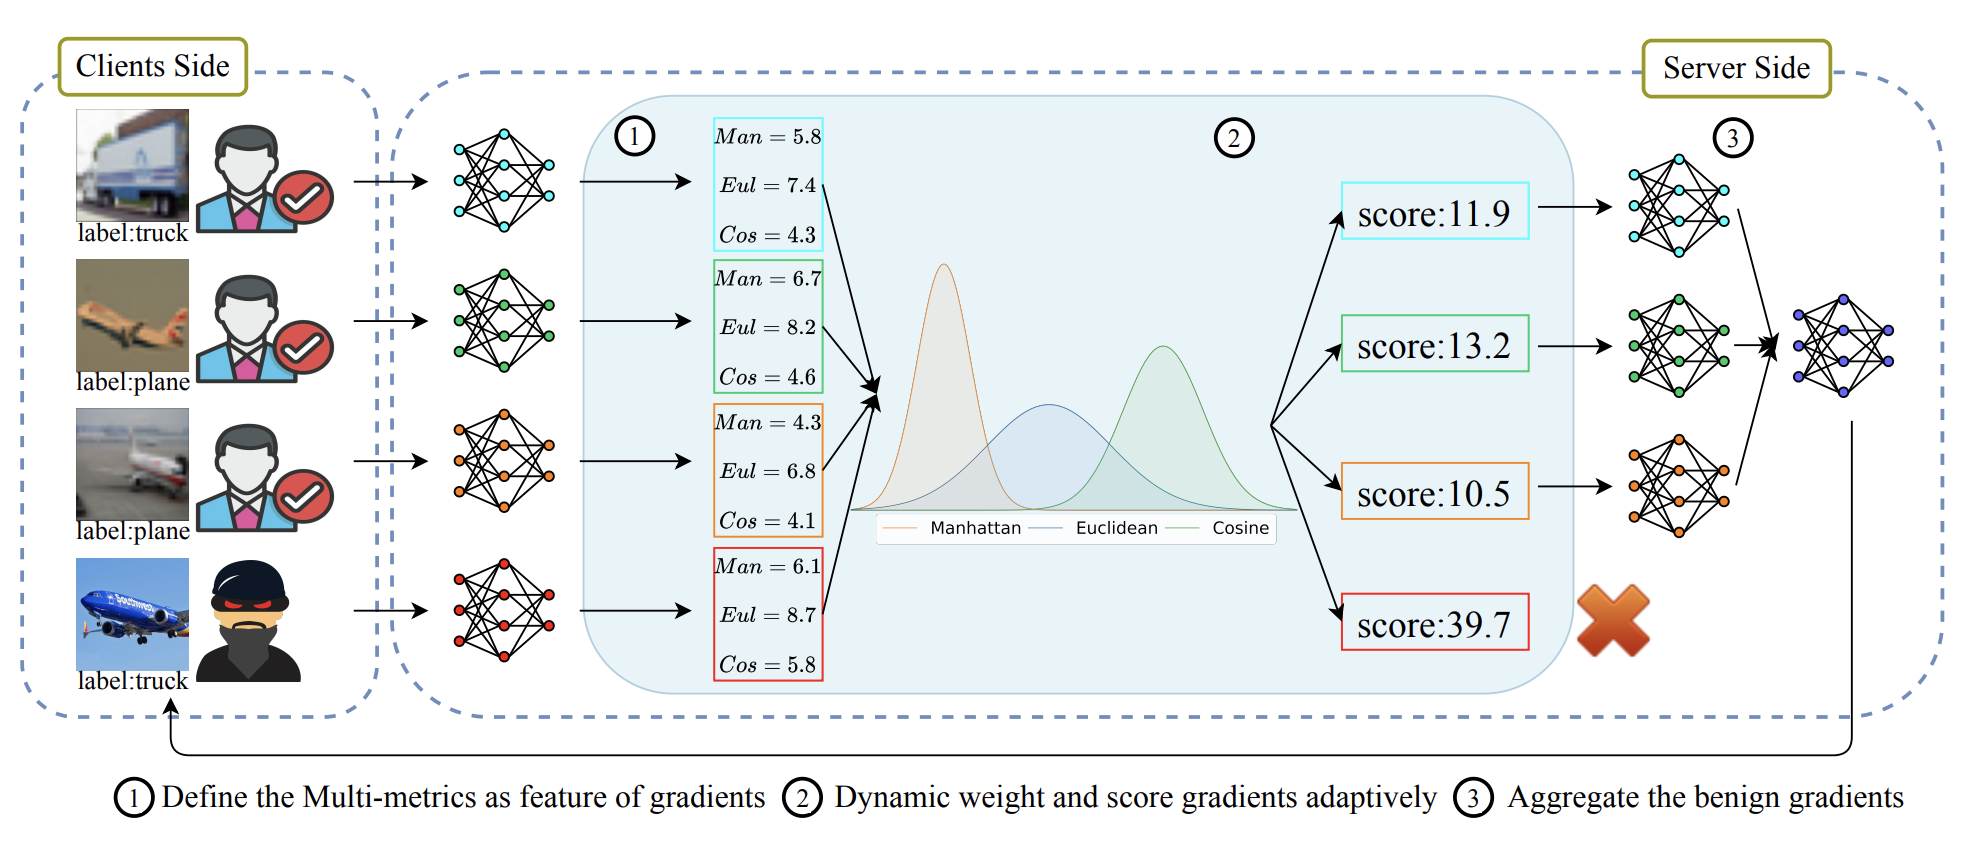 Clients Side
Server Side
label:truck
label:plane
label:plane
Southwest
label:truck
1
Man = 5.8
Eul = 7.4
Cos = 4.3
Man = 6.7
Eul = 8.2
Cos = 4.6
Man = 4.3
Eul = 6.8
Cos = 4.1
Man = 6.1
Eul = 8.7
Cos = 5.8
2
Manhattan Euclidean Cosine
score:11.9
score:13.2
score:10.5
score:39.7
3
1 Define the Multi-metrics as feature of gradients 2 Dynamic weight and score gradients adaptively 3 Aggregate the benign gradients